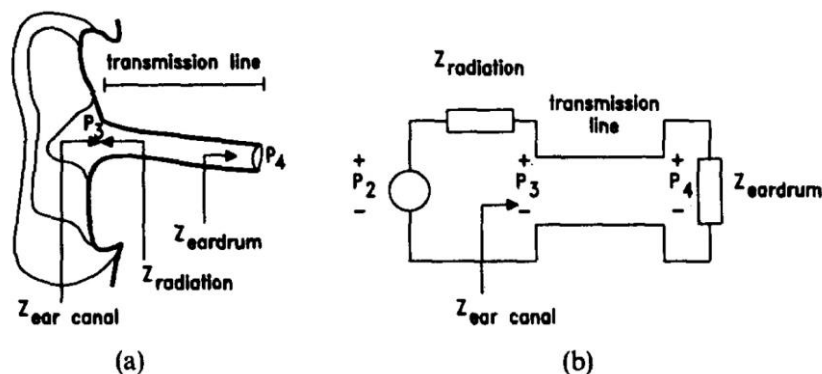 transmission line
P3
P4
Zeardrum
Zradiation
Zear canal
(a)
Zradiation
transmission
line
+ + +
P2 P3 P4 Zeardrum
- - -
Zear canal
(b)